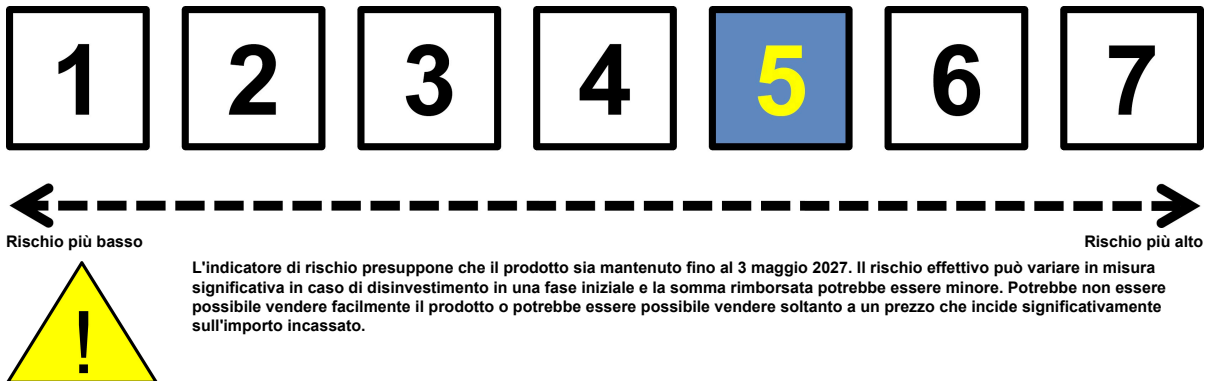 1 2 3 4 5 6 7
Rischio più basso Rischio più alto
L'indicatore di rischio presuppone che il prodotto sia mantenuto fino al 3 maggio 2027. Il rischio effettivo può variare in misura
significativa in caso di disinvestimento in una fase iniziale e la somma rimborsata potrebbe essere minore. Potrebbe non essere
possibile vendere facilmente il prodotto o potrebbe essere possibile vendere soltanto a un prezzo che incide significativamente
sull'importo incassato.
!